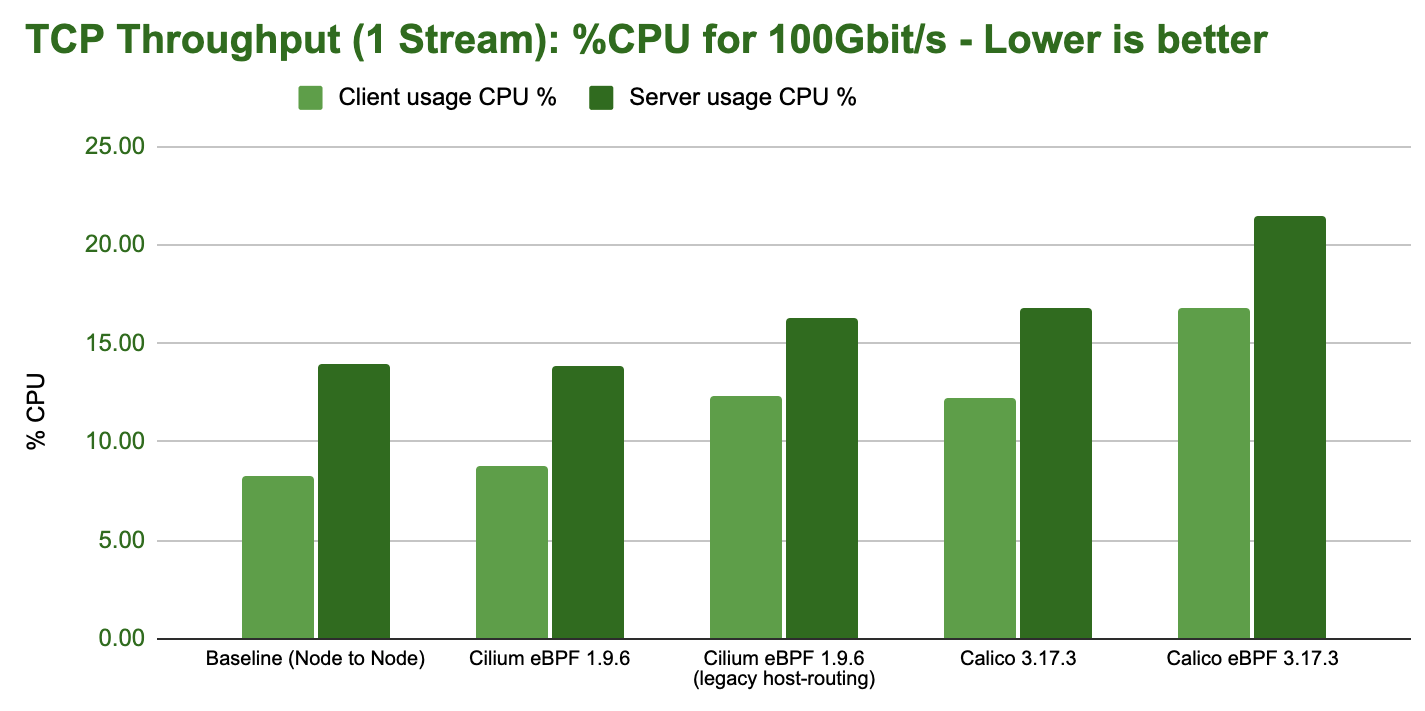 TCP Throughput (1 Stream): %CPU for 100Gbit/s - Lower is better
Client usage CPU %
Server usage CPU %
25.00
20.00
15.00
10.00
5.00
0.00
% CPU
Baseline (Node to Node)
Cilium eBPF 1.9.6
Cilium eBPF 1.9.6
(legacy host-routing)
Calico 3.17.3
Calico eBPF 3.17.3